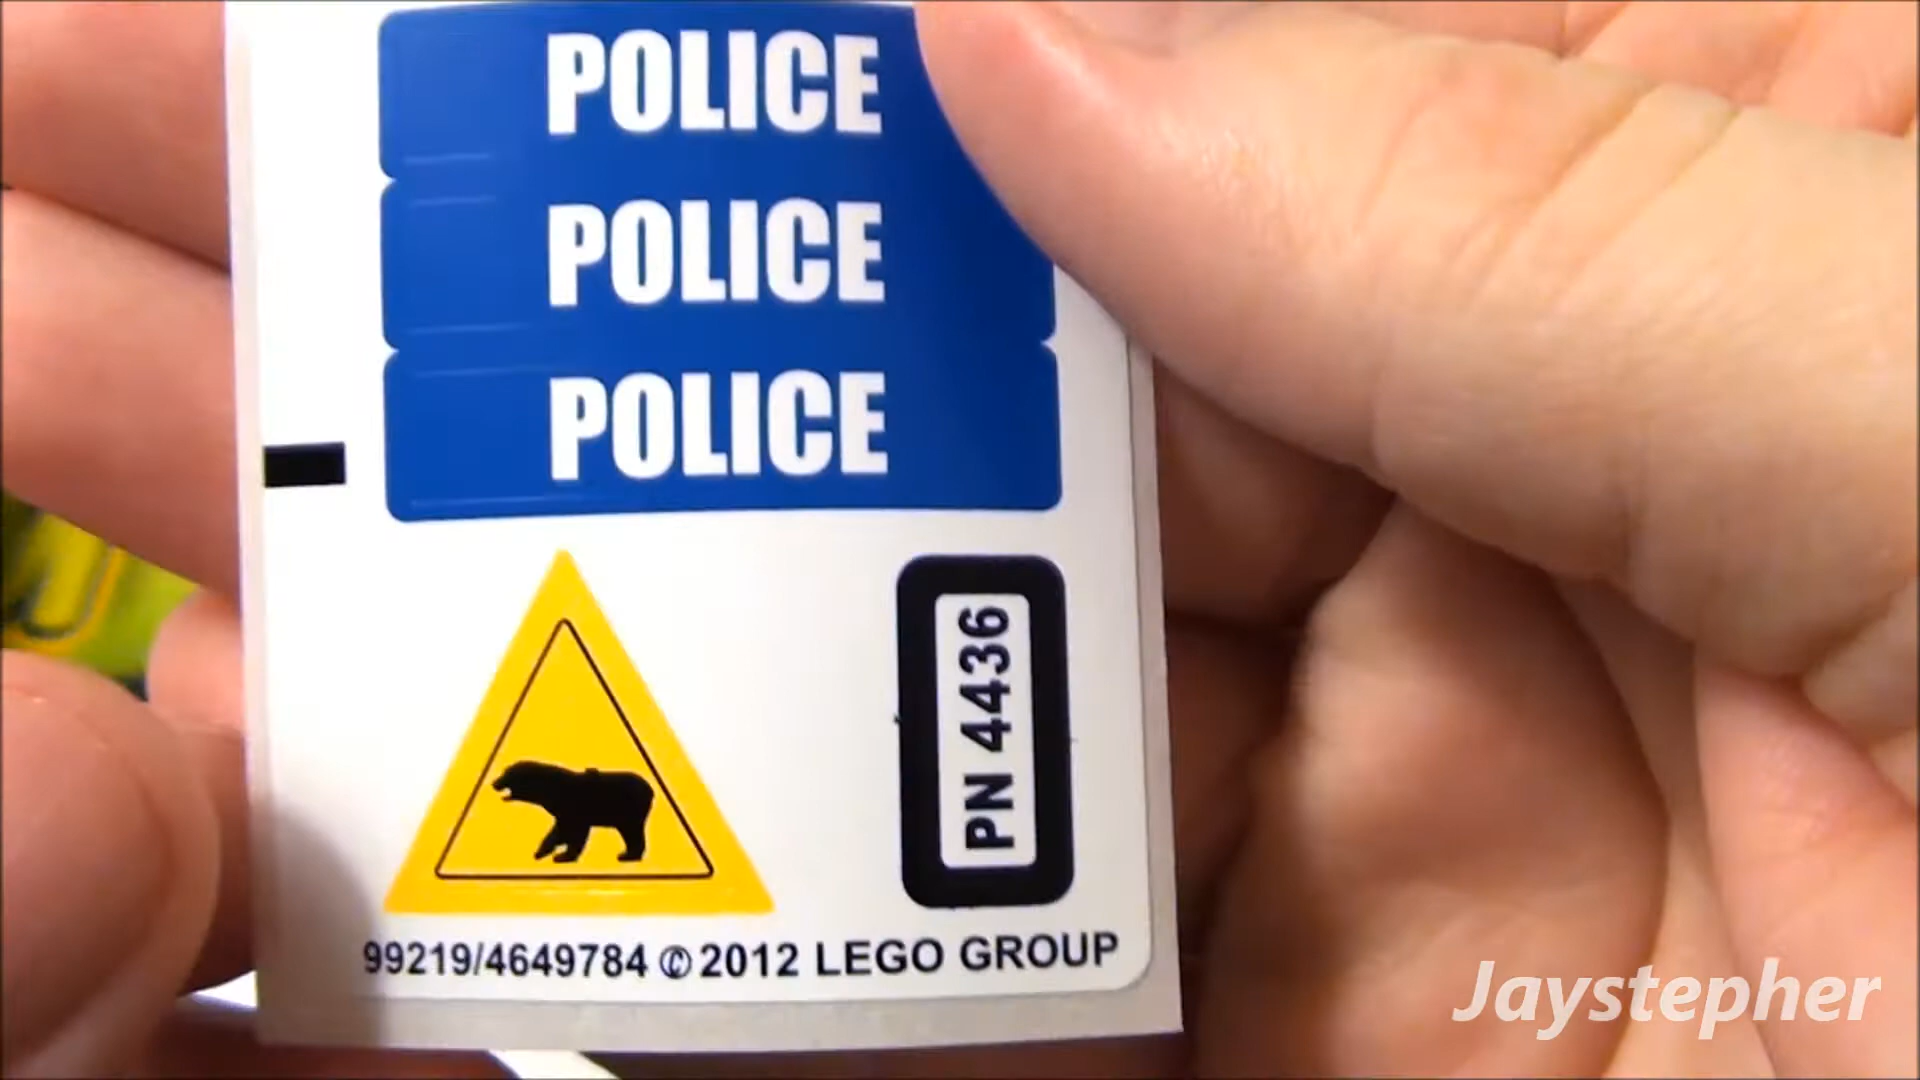 POLICE
POLICE
POLICE
PN 4436
99219/4649784 © 2012 LEGO GROUP
Jaystepher